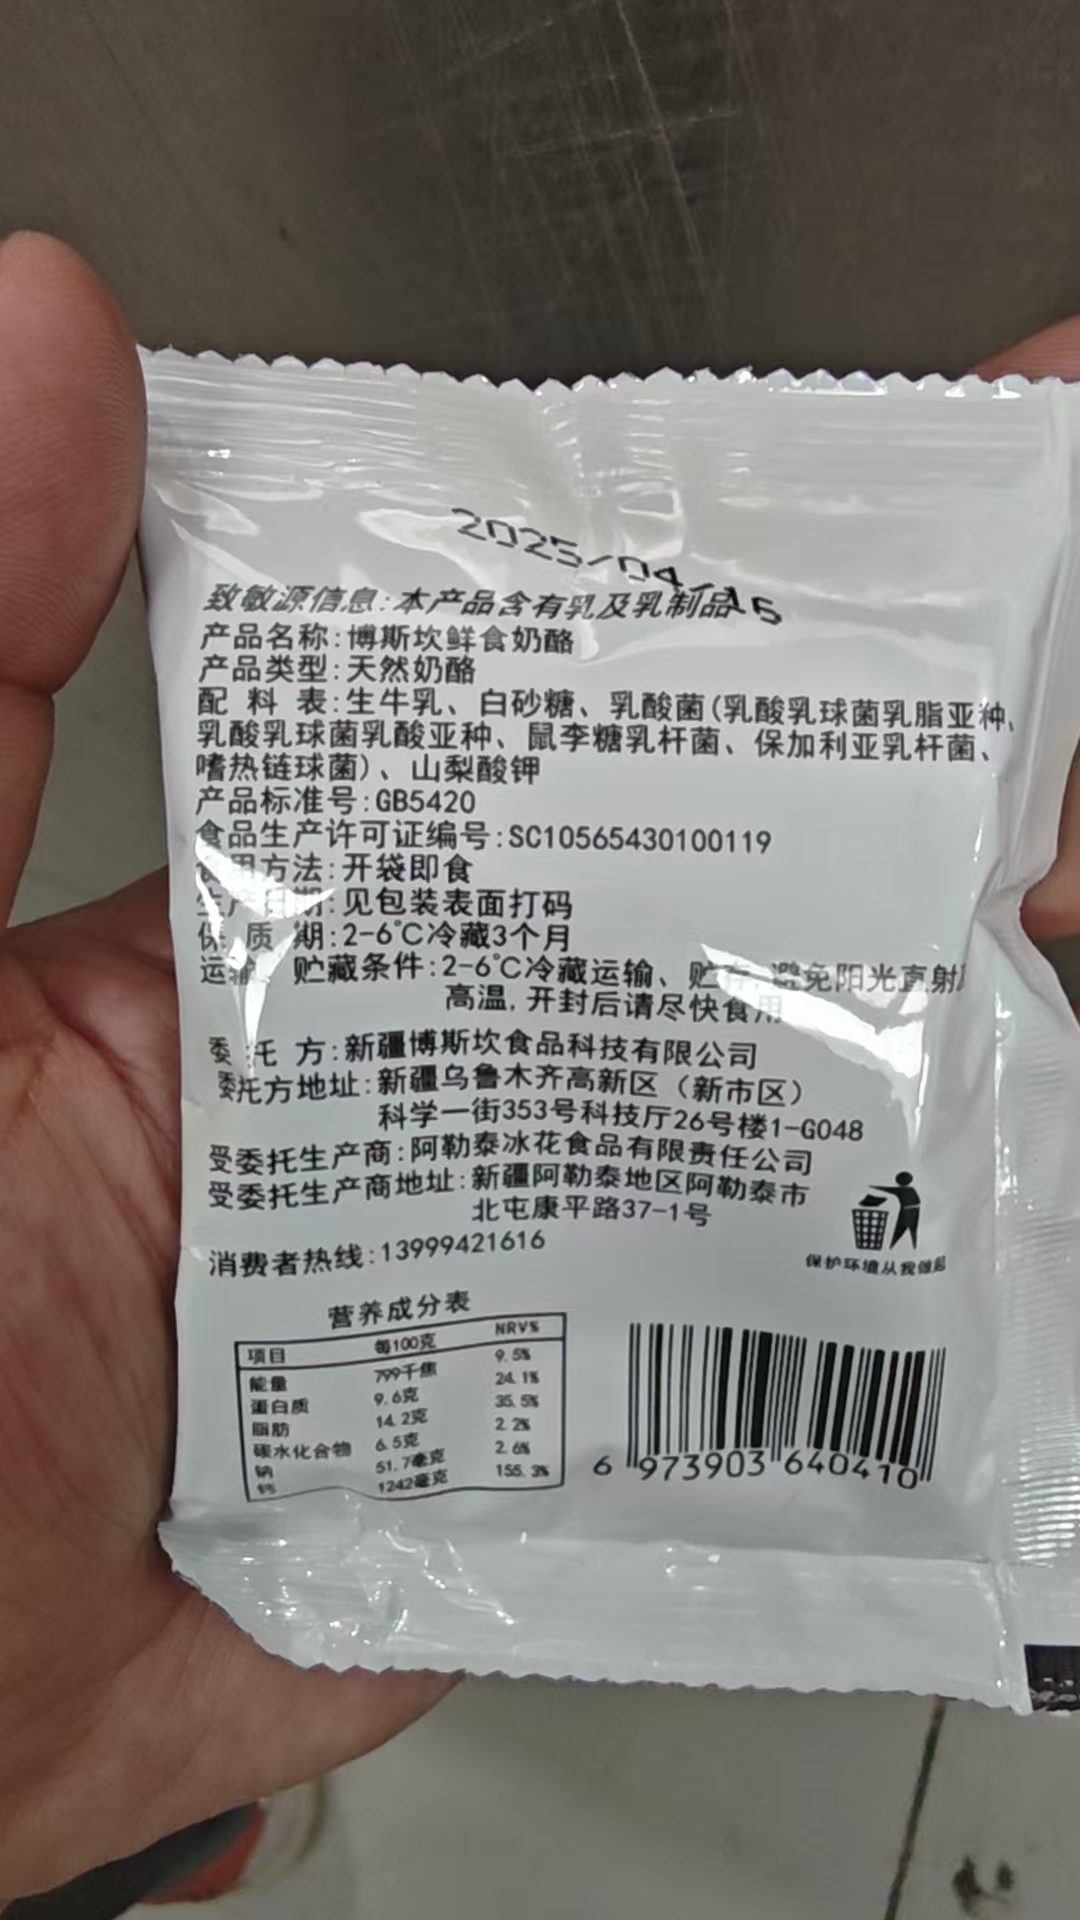 2025/04/16
致敏源信息:本产品含有乳及乳制品
产品名称:博斯坎鲜食奶酪
产品类型:天然奶酪
配 料 表:生牛乳、白砂糖、乳酸菌(乳酸乳球菌乳脂亚种、
乳酸乳球菌乳酸亚种、鼠李糖乳杆菌、保加利亚乳杆菌、
嗜热链球菌)、山梨酸钾
产品标准号:GB5420
食品生产许可证编号:SC10565430100119
食用方法:开袋即食
生产日期:见包装表面打码
保 质 期:2-6℃冷藏3个月
运输、贮藏条件:2-6℃冷藏运输、贮存,避免阳光直射
高温,开封后请尽快食用
委 托 方:新疆博斯坎食品科技有限公司
委托方地址:新疆乌鲁木齐高新区（新市区）
科学一街353号科技厅26号楼1-G048
受委托生产商:阿勒泰冰花食品有限责任公司
受委托生产商地址:新疆阿勒泰地区阿勒泰市
北屯康平路37-1号
消费者热线:13999421616
保护环境从我做起
营养成分表
项目 每100克 NRV%
能量 799千焦 9.5%
蛋白质 9.6克 24.1%
脂肪 14.2克 35.5%
碳水化合物 6.5克 2.2%
钠 51.7毫克 2.6%
钙 1242毫克 155.3%
6 973903 640410